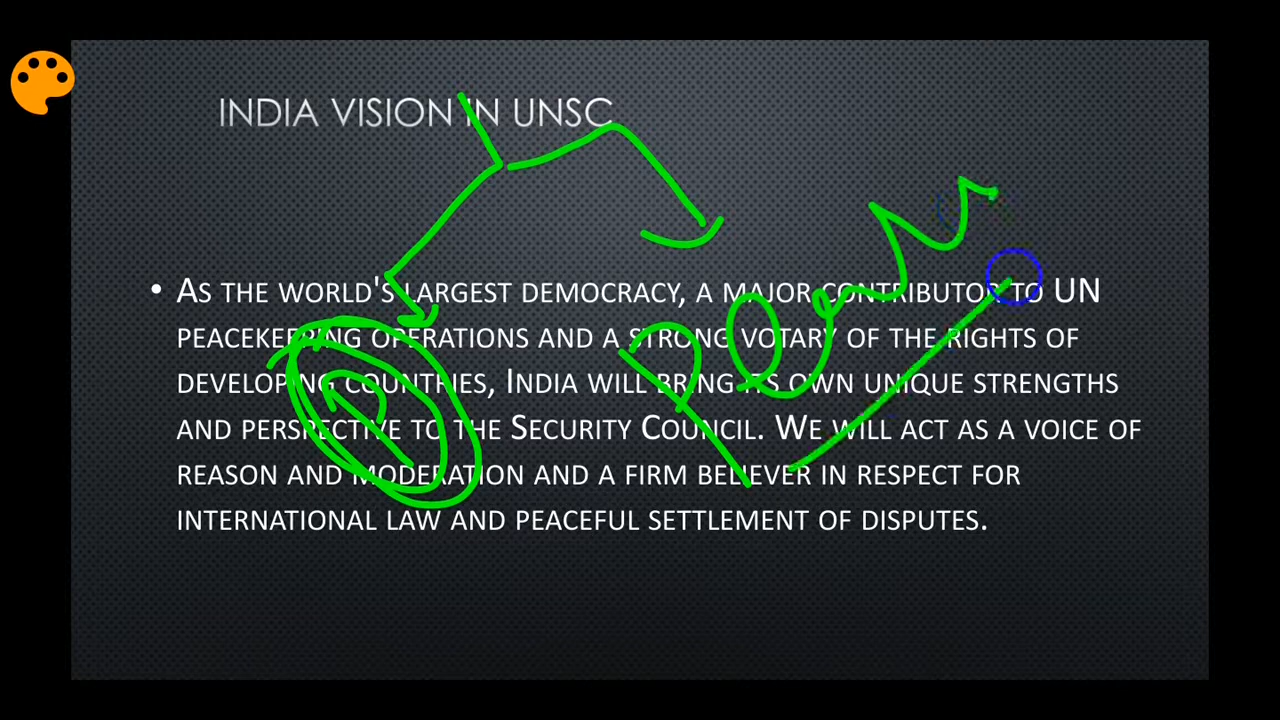 INDIA VISION IN UNSC
• AS THE WORLD'S LARGEST DEMOCRACY, A MAJOR CONTRIBUTOR TO UN
PEACEKEEPING OPERATIONS AND A STRONG VOTARY OF THE RIGHTS OF
DEVELOPING COUNTRIES, INDIA WILL BRING ITS OWN UNIQUE STRENGTHS
AND PERSPECTIVE TO THE SECURITY COUNCIL. WE WILL ACT AS A VOICE OF
REASON AND MODERATION AND A FIRM BELIEVER IN RESPECT FOR
INTERNATIONAL LAW AND PEACEFUL SETTLEMENT OF DISPUTES.
P